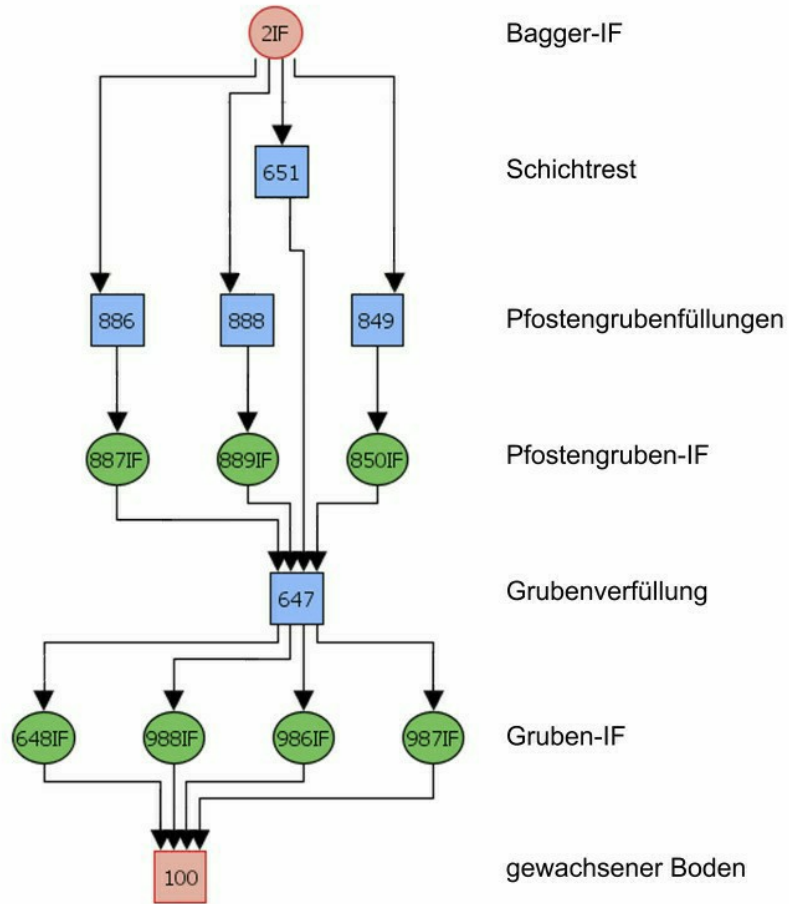 2IF Bagger-IF
651 Schichtrest
886 888 849 Pfostengrubenfüllungen
887IF 889IF 850IF Pfostengruben-IF
647 Grubenverfüllung
648IF 988IF 986IF 987IF Gruben-IF
100 gewachsener Boden